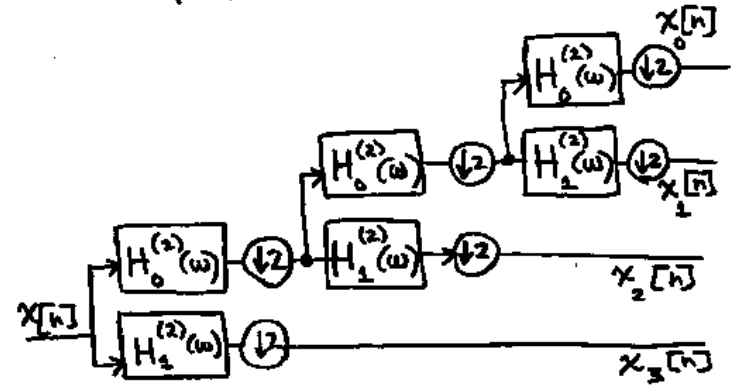 x₀[n]
H₀⁽²⁾(ω) ↓2
H₀⁽²⁾(ω) ↓2 H₁⁽²⁾(ω) ↓2
x₁[n]
H₀⁽²⁾(ω) ↓2 H₁⁽²⁾(ω) ↓2
x₂[n]
x[n]
H₁⁽²⁾(ω) ↓2
x₃[n]